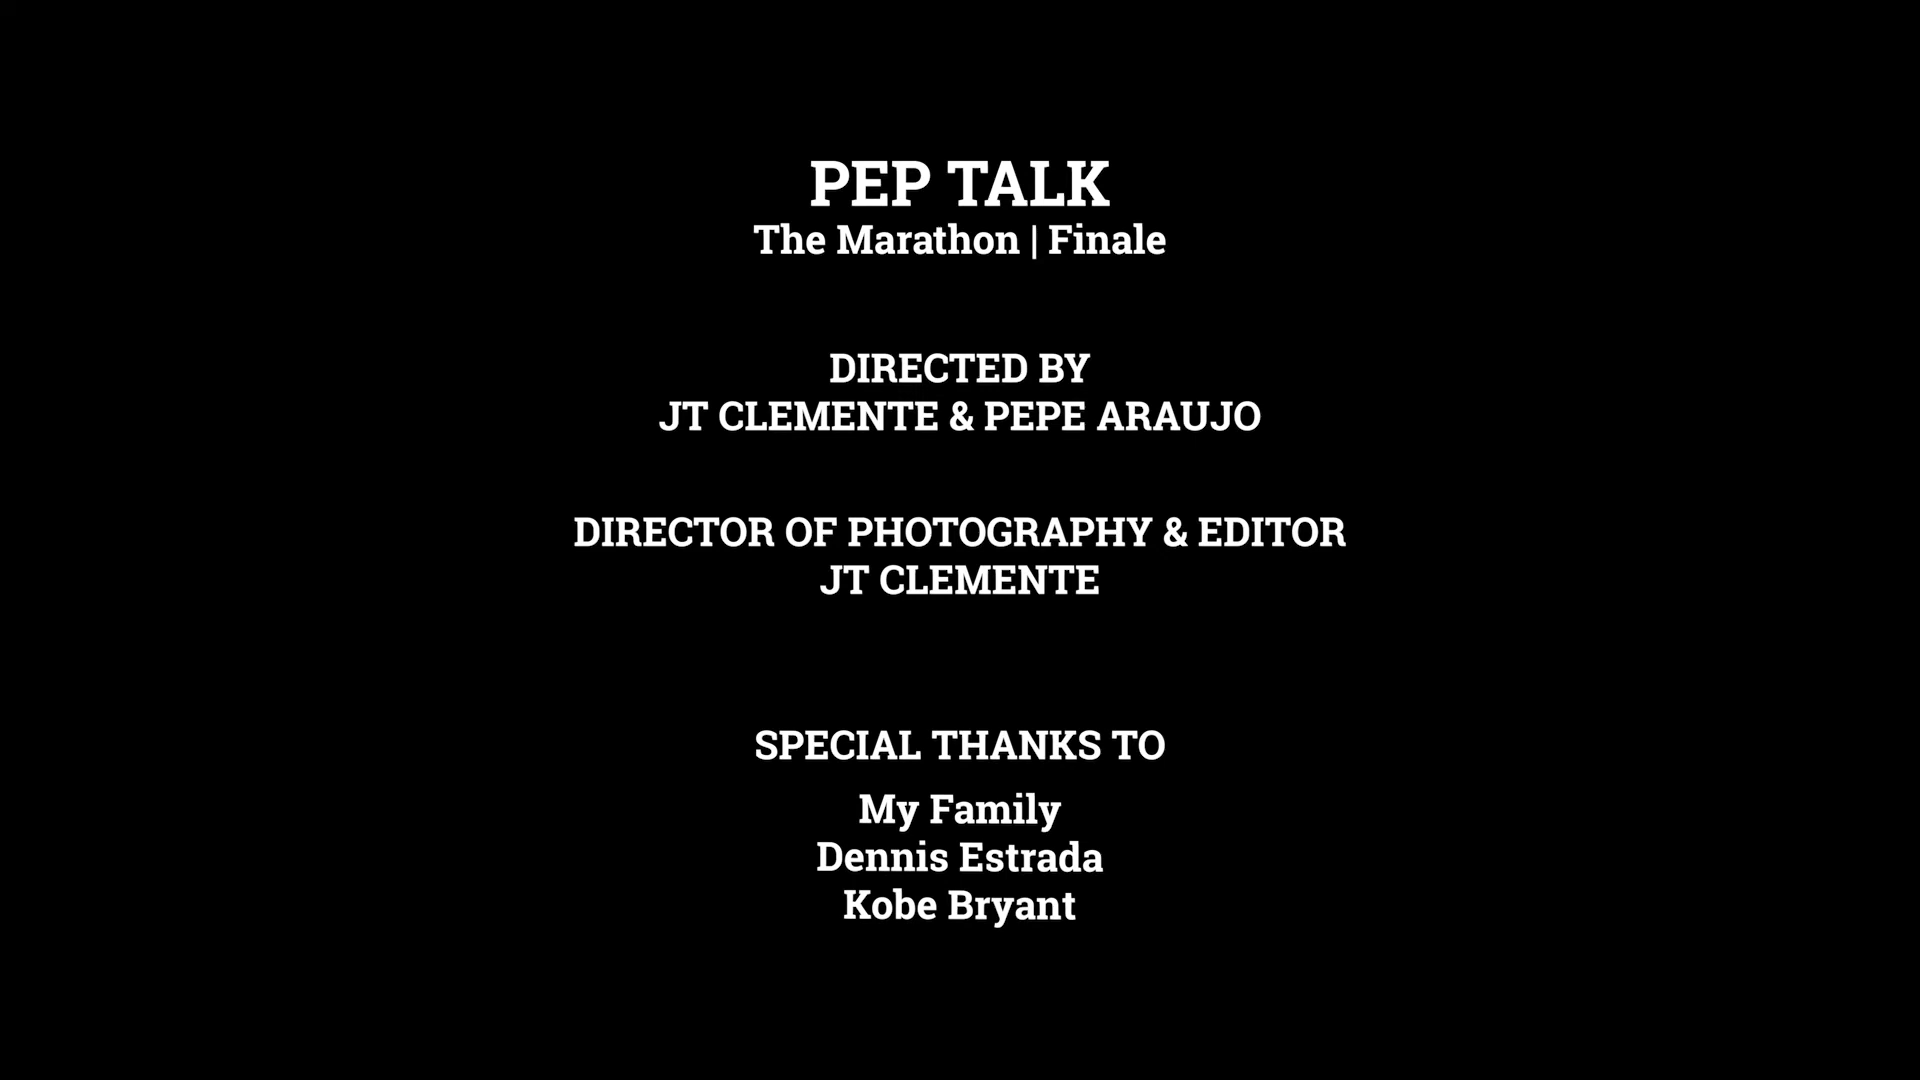 PEP TALK
The Marathon | Finale
DIRECTED BY
JT CLEMENTE & PEPE ARAUJO
DIRECTOR OF PHOTOGRAPHY & EDITOR
JT CLEMENTE
SPECIAL THANKS TO
My Family
Dennis Estrada
Kobe Bryant